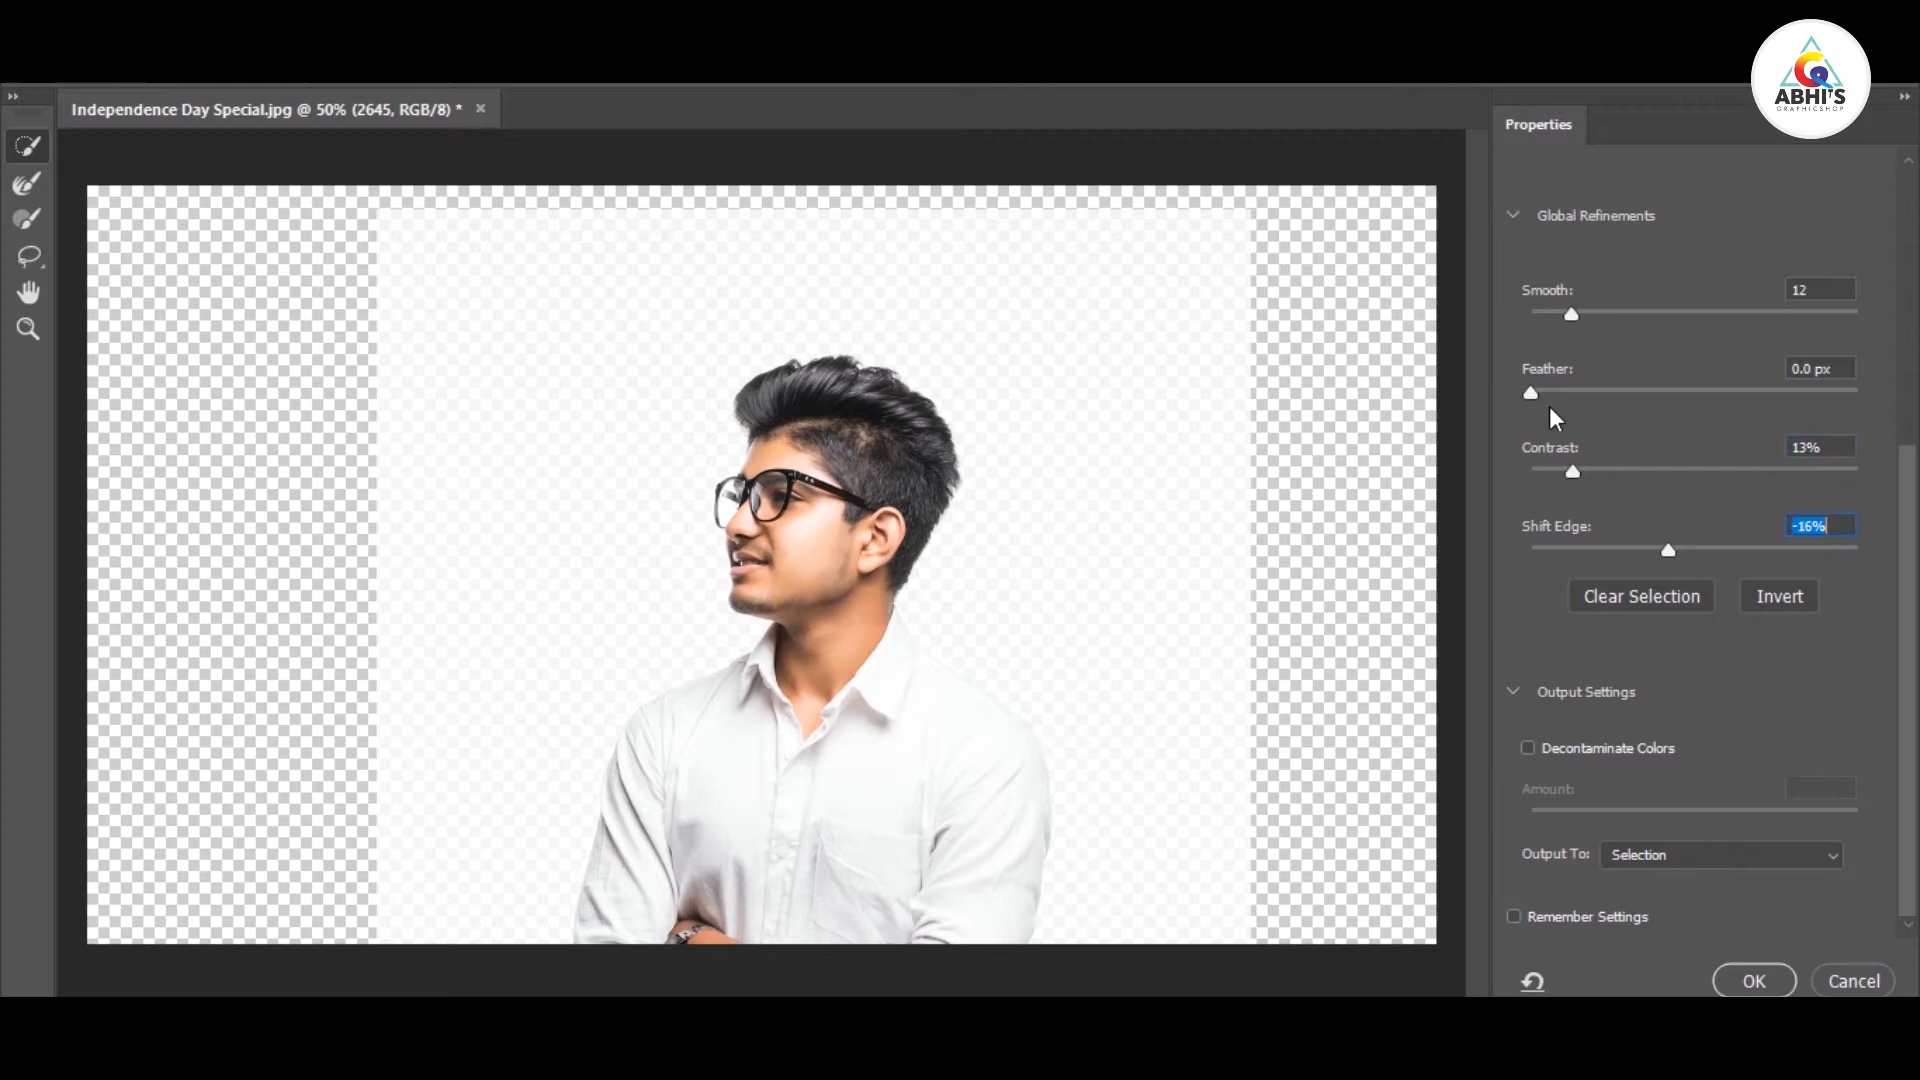 ABHI'S
GRAPHICSHOP
Independence Day Special.jpg @ 50% (2645, RGB/8) *
Properties
Global Refinements
Smooth: 12
Feather: 0.0 px
Contrast: 13%
Shift Edge: -16%
Clear Selection Invert
Output Settings
Decontaminate Colors
Amount:
Output To: Selection
Remember Settings
OK Cancel